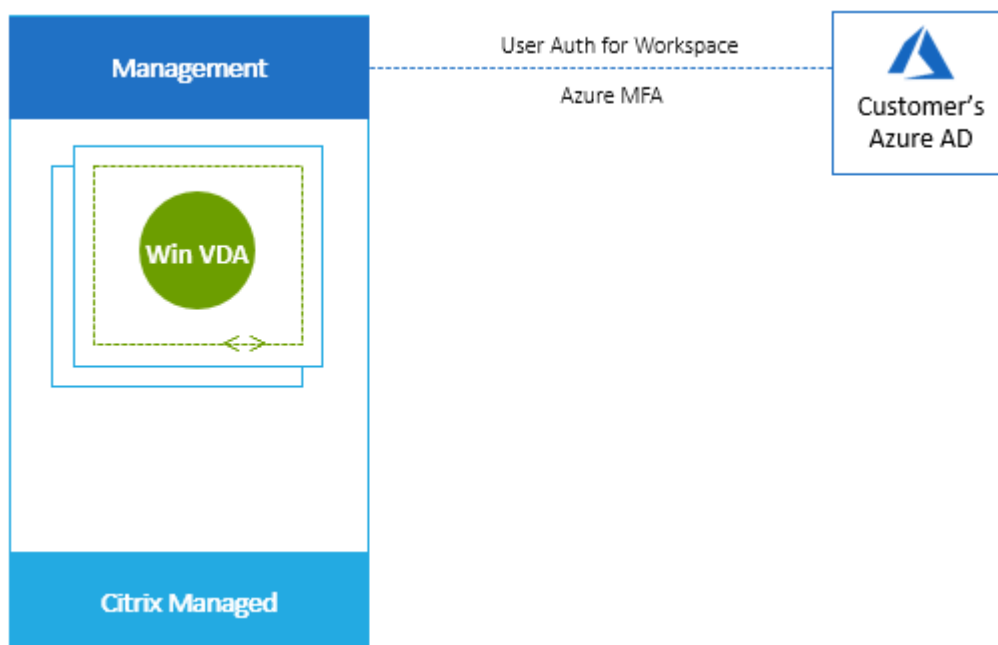 Management
User Auth for Workspace
Azure MFA
Customer's
Azure AD
Win VDA
Citrix Managed